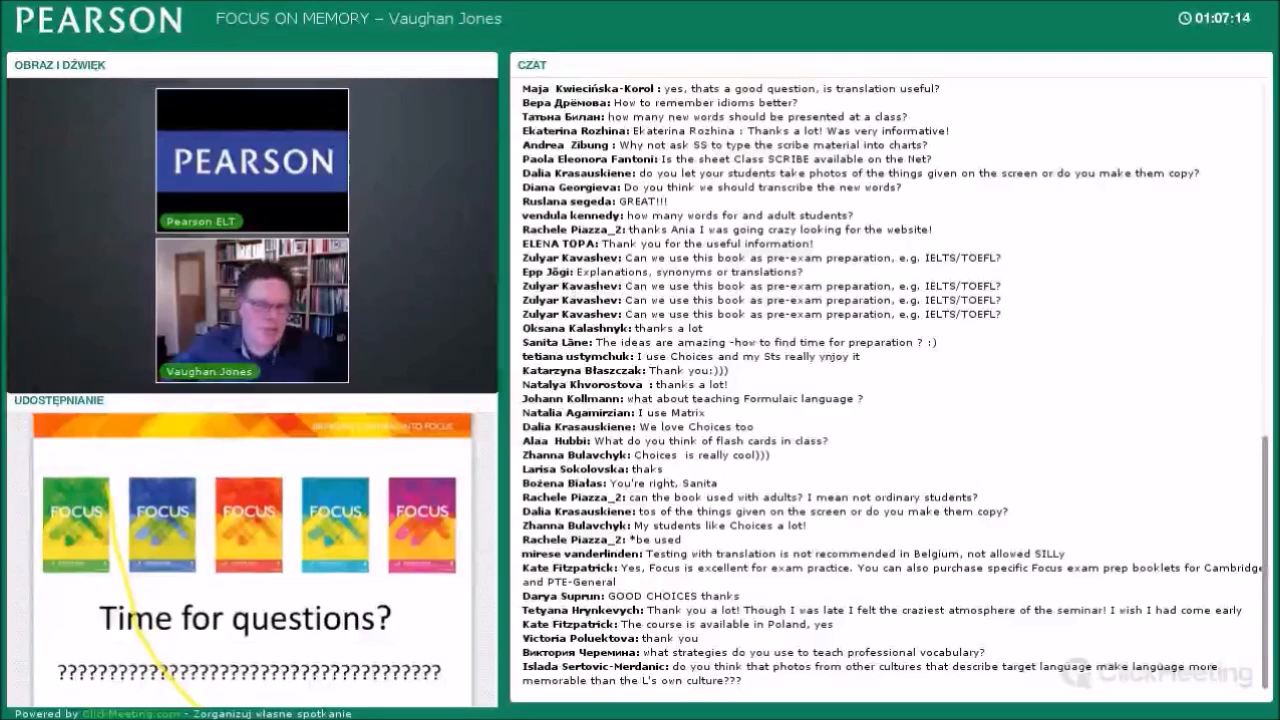 PEARSON
FOCUS ON MEMORY – Vaughan Jones
01:07:14
OBRAZ I DŹWIĘK
PEARSON
Pearson ELT
Vaughan Jones
UDOSTĘPNIANIE
FOCUS
FOCUS
FOCUS
FOCUS
FOCUS
Time for questions?
???????????????????????????????????
CZAT
Maja Kwiecińska-Korol : yes, thats a good question, is translation useful?
Вера Дрёмова: How to remember idioms better?
Татьна Билан: how many new words should be presented at a class?
Ekaterina Rozhina: Ekaterina Rozhina : Thanks a lot! Was very informative!
Andrea Zibung : Why not ask SS to type the scribe material into charts?
Paola Eleonora Fantoni: Is the sheet Class SCRIBE available on the Net?
Dalia Krasauskiene: do you let your students take photos of the things given on the screen or do you make them copy?
Diana Georgieva: Do you think we should transcribe the new words?
Ruslana segeda: GREAT!!!
vendula kennedy: how many words for and adult students?
Rachele Piazza_2: thanks Ania I was going crazy looking for the website!
ELENA TOPA: Thank you for the useful information!
Zulyar Kavashev: Can we use this book as pre-exam preparation, e.g. IELTS/TOEFL?
Epp Jõgi: Explanations, synonyms or translations?
Zulyar Kavashev: Can we use this book as pre-exam preparation, e.g. IELTS/TOEFL?
Zulyar Kavashev: Can we use this book as pre-exam preparation, e.g. IELTS/TOEFL?
Zulyar Kavashev: Can we use this book as pre-exam preparation, e.g. IELTS/TOEFL?
Oksana Kalashnyk: thanks a lot
Sanita Lāne: The ideas are amazing -how to find time for preparation ? :)
tetiana ustymchuk: I use Choices and my Sts really ynjoy it
Katarzyna Błaszczak: Thank you:)))
Natalya Khvorostova : thanks a lot!
Johann Kollmann: what about teaching Formulaic language ?
Natalia Agamirzian: I use Matrix
Dalia Krasauskiene: We love Choices too
Alaa Hubbi: What do you think of flash cards in class?
Zhanna Bulavchyk: Choices is really cool)))
Larisa Sokolovska: thaks
Bożena Białas: You're right, Sanita
Rachele Piazza_2: can the book used with adults? I mean not ordinary students?
Dalia Krasauskiene: tos of the things given on the screen or do you make them copy?
Zhanna Bulavchyk: My students like Choices a lot!
Rachele Piazza_2: *be used
mirese vanderlinden: Testing with translation is not recommended in Belgium, not allowed SILLy
Kate Fitzpatrick: Yes, Focus is excellent for exam practice. You can also purchase specific Focus exam prep booklets for Cambridge
and PTE-General
Darya Suprun: GOOD CHOICES thanks
Tetyana Hrynkevych: Thank you a lot! Though I was late I felt the craziest atmosphere of the seminar! I wish I had come early
Kate Fitzpatrick: The course is available in Poland, yes
Victoria Poluektova: thank you
Виктория Черемина: what strategies do you use to teach professional vocabulary?
Islada Sertovic-Merdanic: do you think that photos from other cultures that describe target language make language more
memorable than the L's own culture???
ClickMeeting
Powered by ClickMeeting.com - Zorganizuj własne spotkanie